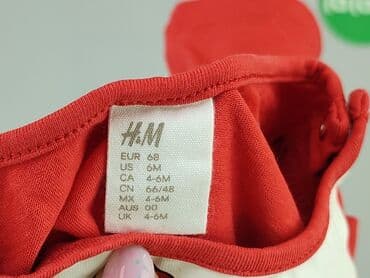 H&M
EUR 68
US 6M
CA 4-6M
CN 66/48
MX 4-6M
AUS 00
UK 4-6M